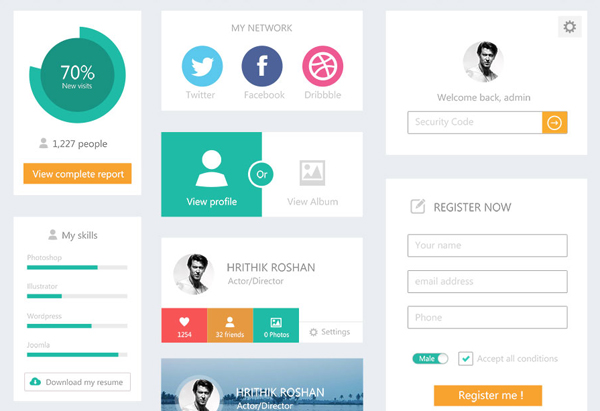 70%
New visits
1,227 people
View complete report
My skills
Photoshop
Illustrator
Wordpress
Joomla
Download my resume
MY NETWORK
Twitter
Facebook
Dribbble
View profile
Or
View Album
HRITHIK ROSHAN
Actor/Director
1254
32 friends
0 Photos
Settings
HRITHIK ROSHAN
Actor/Director
Welcome back, admin
Security Code
REGISTER NOW
Your name
email address
Phone
Male
Accept all conditions
Register me !